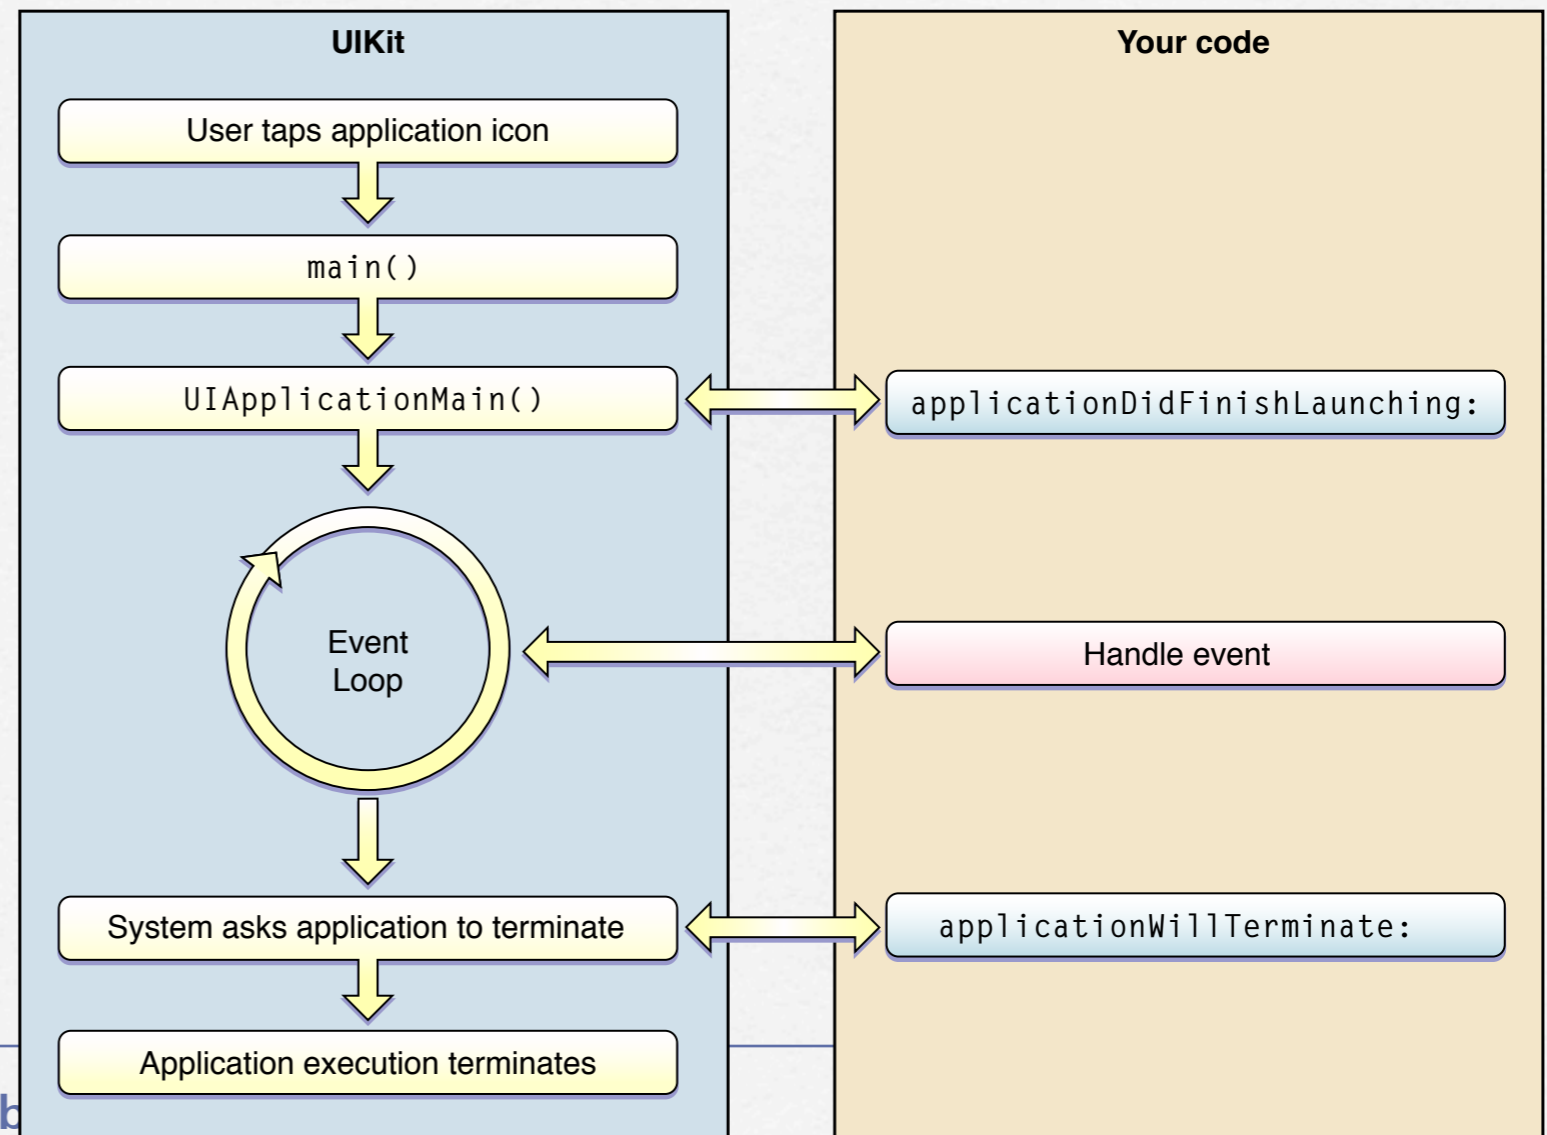 UIKit
Your code
User taps application icon
main()
UIApplicationMain()
applicationDidFinishLaunching:
Event
Loop
Handle event
System asks application to terminate
applicationWillTerminate:
Application execution terminates